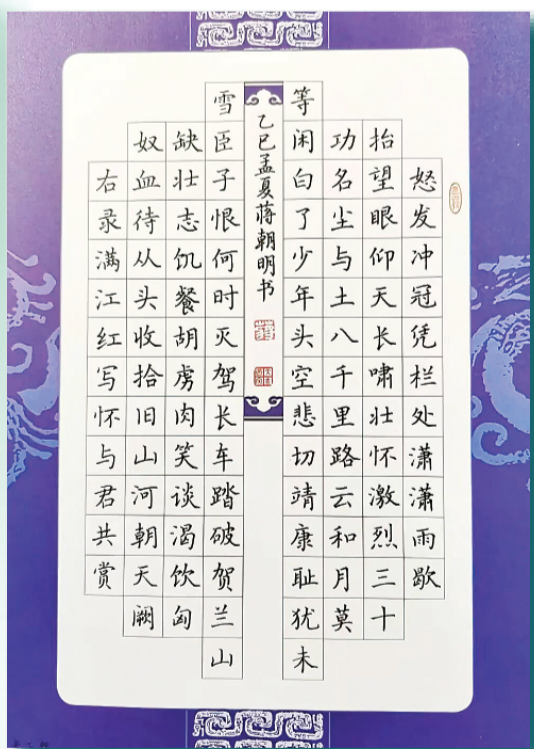 怒发冲冠凭栏处潇潇雨歇
抬望眼仰天长啸壮怀激烈三十
功名尘与土八千里路云和月莫
等闲白了少年头空悲切靖康耻犹未
雪臣子恨何时灭驾长车踏破贺兰山
缺壮志饥餐胡虏肉笑谈渴饮匈
奴血待从头收拾旧山河朝天阙
右录满江红写怀与君共赏
乙巳孟夏蒋朝明书